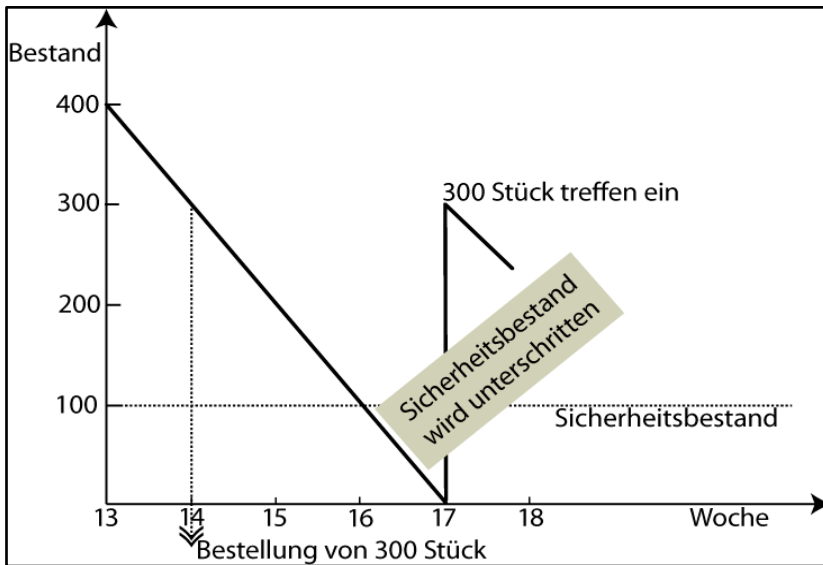 Bestand
400
300
300 Stück treffen ein
200
Sicherheitsbestand
wird unterschritten
100
Sicherheitsbestand
13 14 15 16 17 18 Woche
Bestellung von 300 Stück